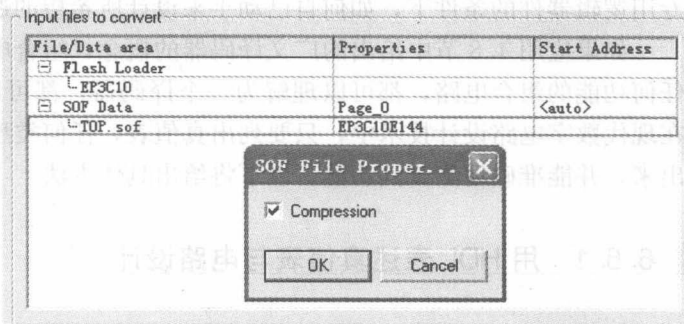 Input files to convert
File/Data area Properties Start Address
Flash Loader
EP3C10
SOF Data Page_0 <auto>
TOP.sof EP3C10E144
SOF File Proper...
Compression
OK Cancel